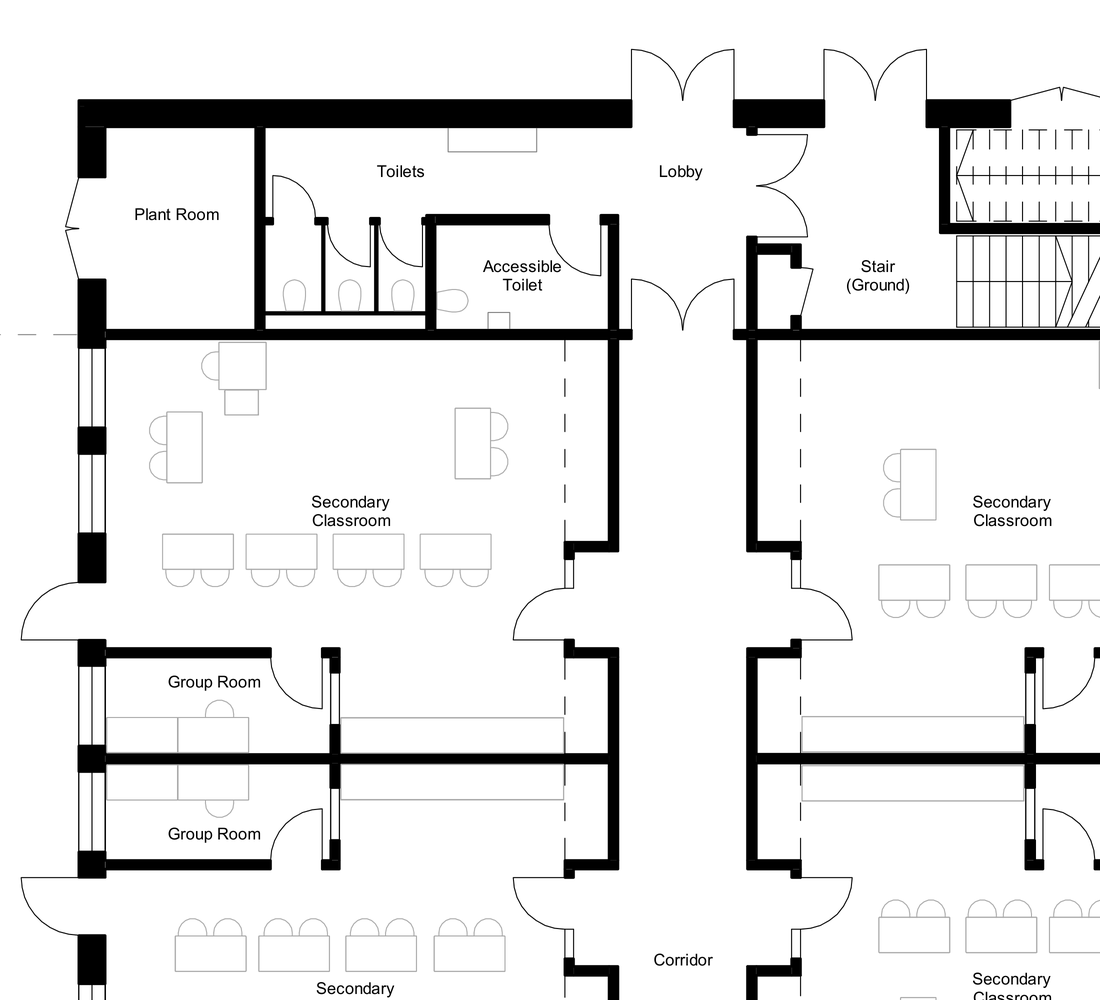 Toilets
Lobby
Plant Room
Accessible
Toilet
Stair
(Ground)
Secondary
Classroom
Secondary
Classroom
Group Room
Group Room
Corridor
Secondary
Secondary
Classroom